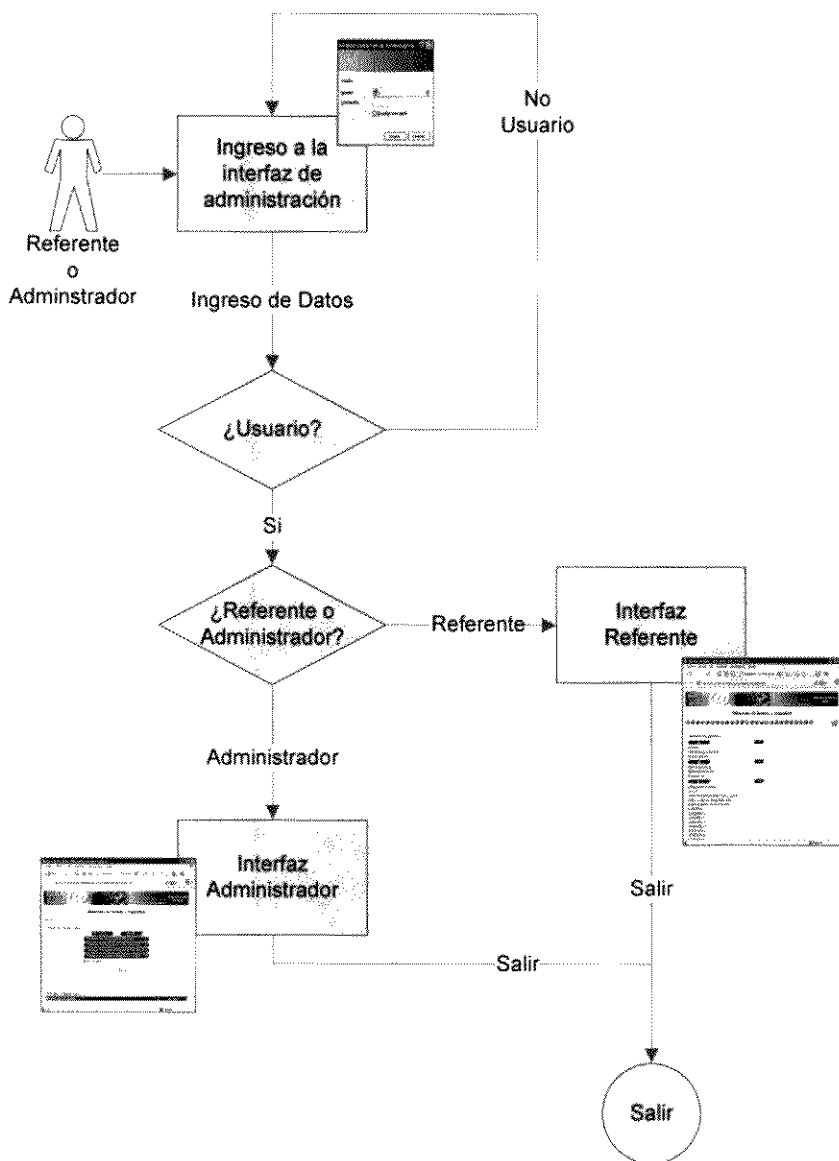 No
Usuario
Ingreso a la
interfaz de
administración
Referente
o
Adminstrador
Ingreso de Datos
¿Usuario?
Si
¿Referente o
Administrador?
Referente
Interfaz
Referente
Administrador
Interfaz
Administrador
Salir
Salir
Salir